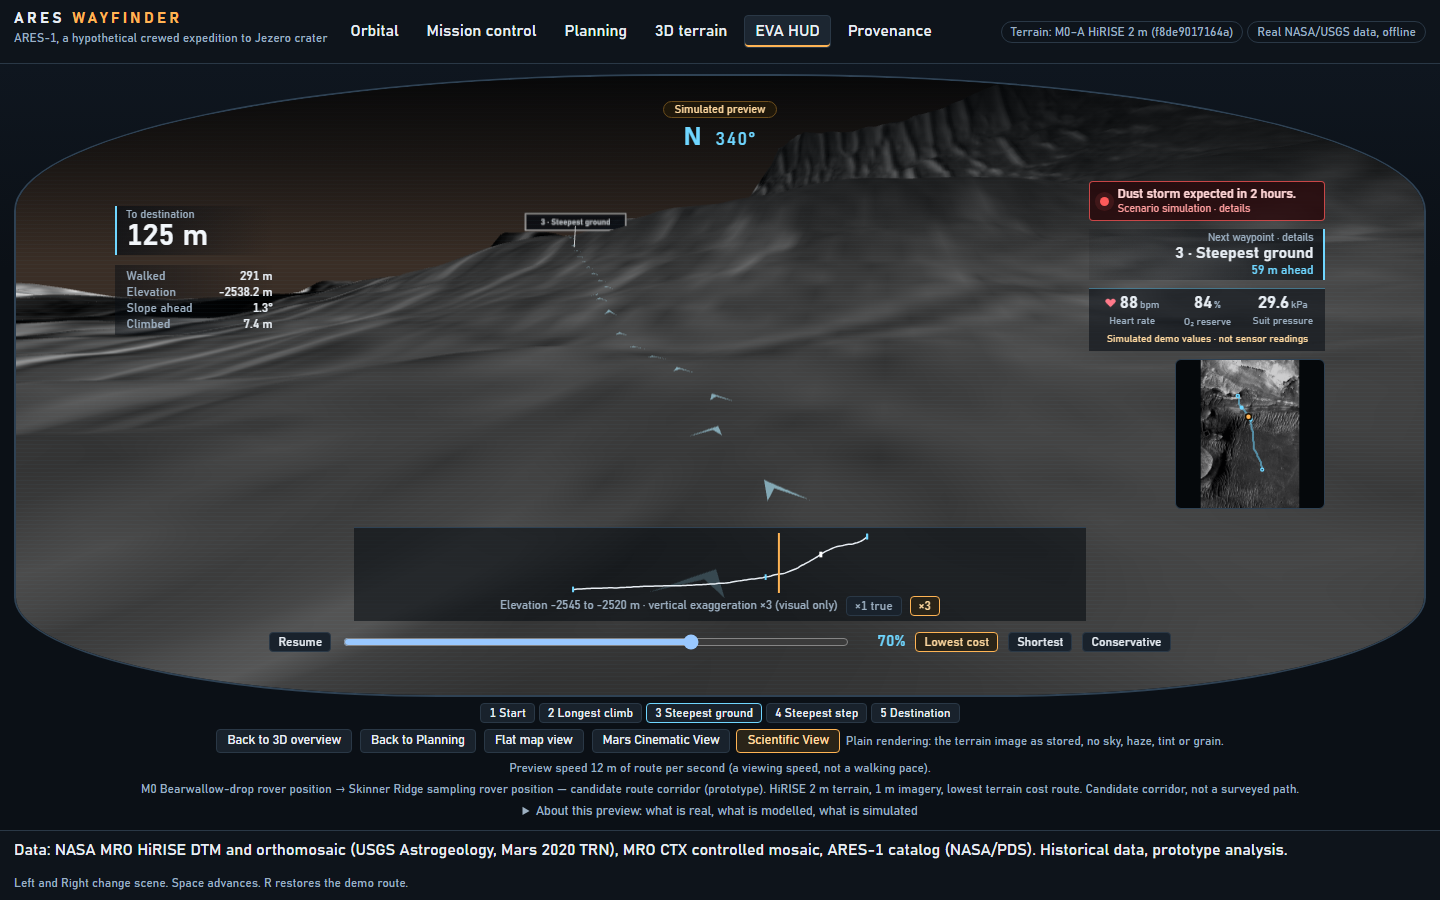 ARES WAYFINDER
ARES-1, a hypothetical crewed expedition to Jezero crater
Orbital
Mission control
Planning
3D terrain
EVA HUD
Provenance
Terrain: M0-A HiRISE 2 m (f8de9017164a)
Real NASA/USGS data, offline
Simulated preview
N 340°
To destination
125 m
Walked 291 m
Elevation -2538.2 m
Slope ahead 1.3°
Climbed 7.4 m
3 · Steepest ground
Dust storm expected in 2 hours.
Scenario simulation · details
Next waypoint · details
3 · Steepest ground
59 m ahead
88 bpm 84 % 29.6 kPa
Heart rate O₂ reserve Suit pressure
Simulated demo values · not sensor readings
Elevation -2545 to -2520 m · vertical exaggeration ×3 (visual only) ×1 true ×3
Resume 70% Lowest cost Shortest Conservative
1 Start 2 Longest climb 3 Steepest ground 4 Steepest step 5 Destination
Back to 3D overview Back to Planning Flat map view Mars Cinematic View Scientific View Plain rendering: the terrain image as stored, no sky, haze, tint or grain.
Preview speed 12 m of route per second (a viewing speed, not a walking pace).
M0 Bearwallow-drop rover position → Skinner Ridge sampling rover position — candidate route corridor (prototype). HiRISE 2 m terrain, 1 m imagery, lowest terrain cost route. Candidate corridor, not a surveyed path.
▶ About this preview: what is real, what is modelled, what is simulated
Data: NASA MRO HiRISE DTM and orthomosaic (USGS Astrogeology, Mars 2020 TRN), MRO CTX controlled mosaic, ARES-1 catalog (NASA/PDS). Historical data, prototype analysis.
Left and Right change scene. Space advances. R restores the demo route.